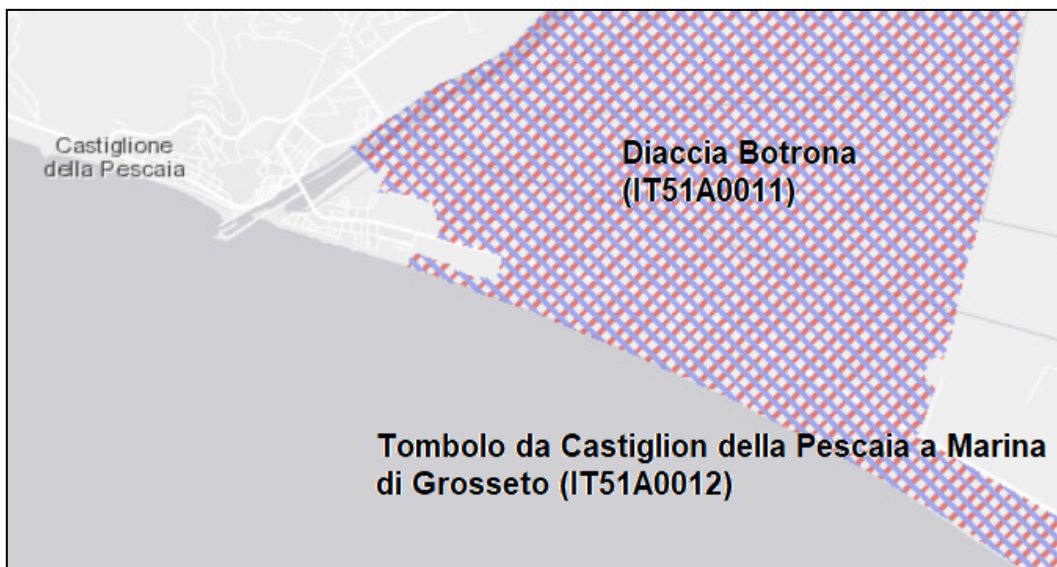 Castiglione
della Pescaia
Diaccia Botrona
(IT51A0011)
Tombolo da Castiglion della Pescaia a Marina
di Grosseto (IT51A0012)